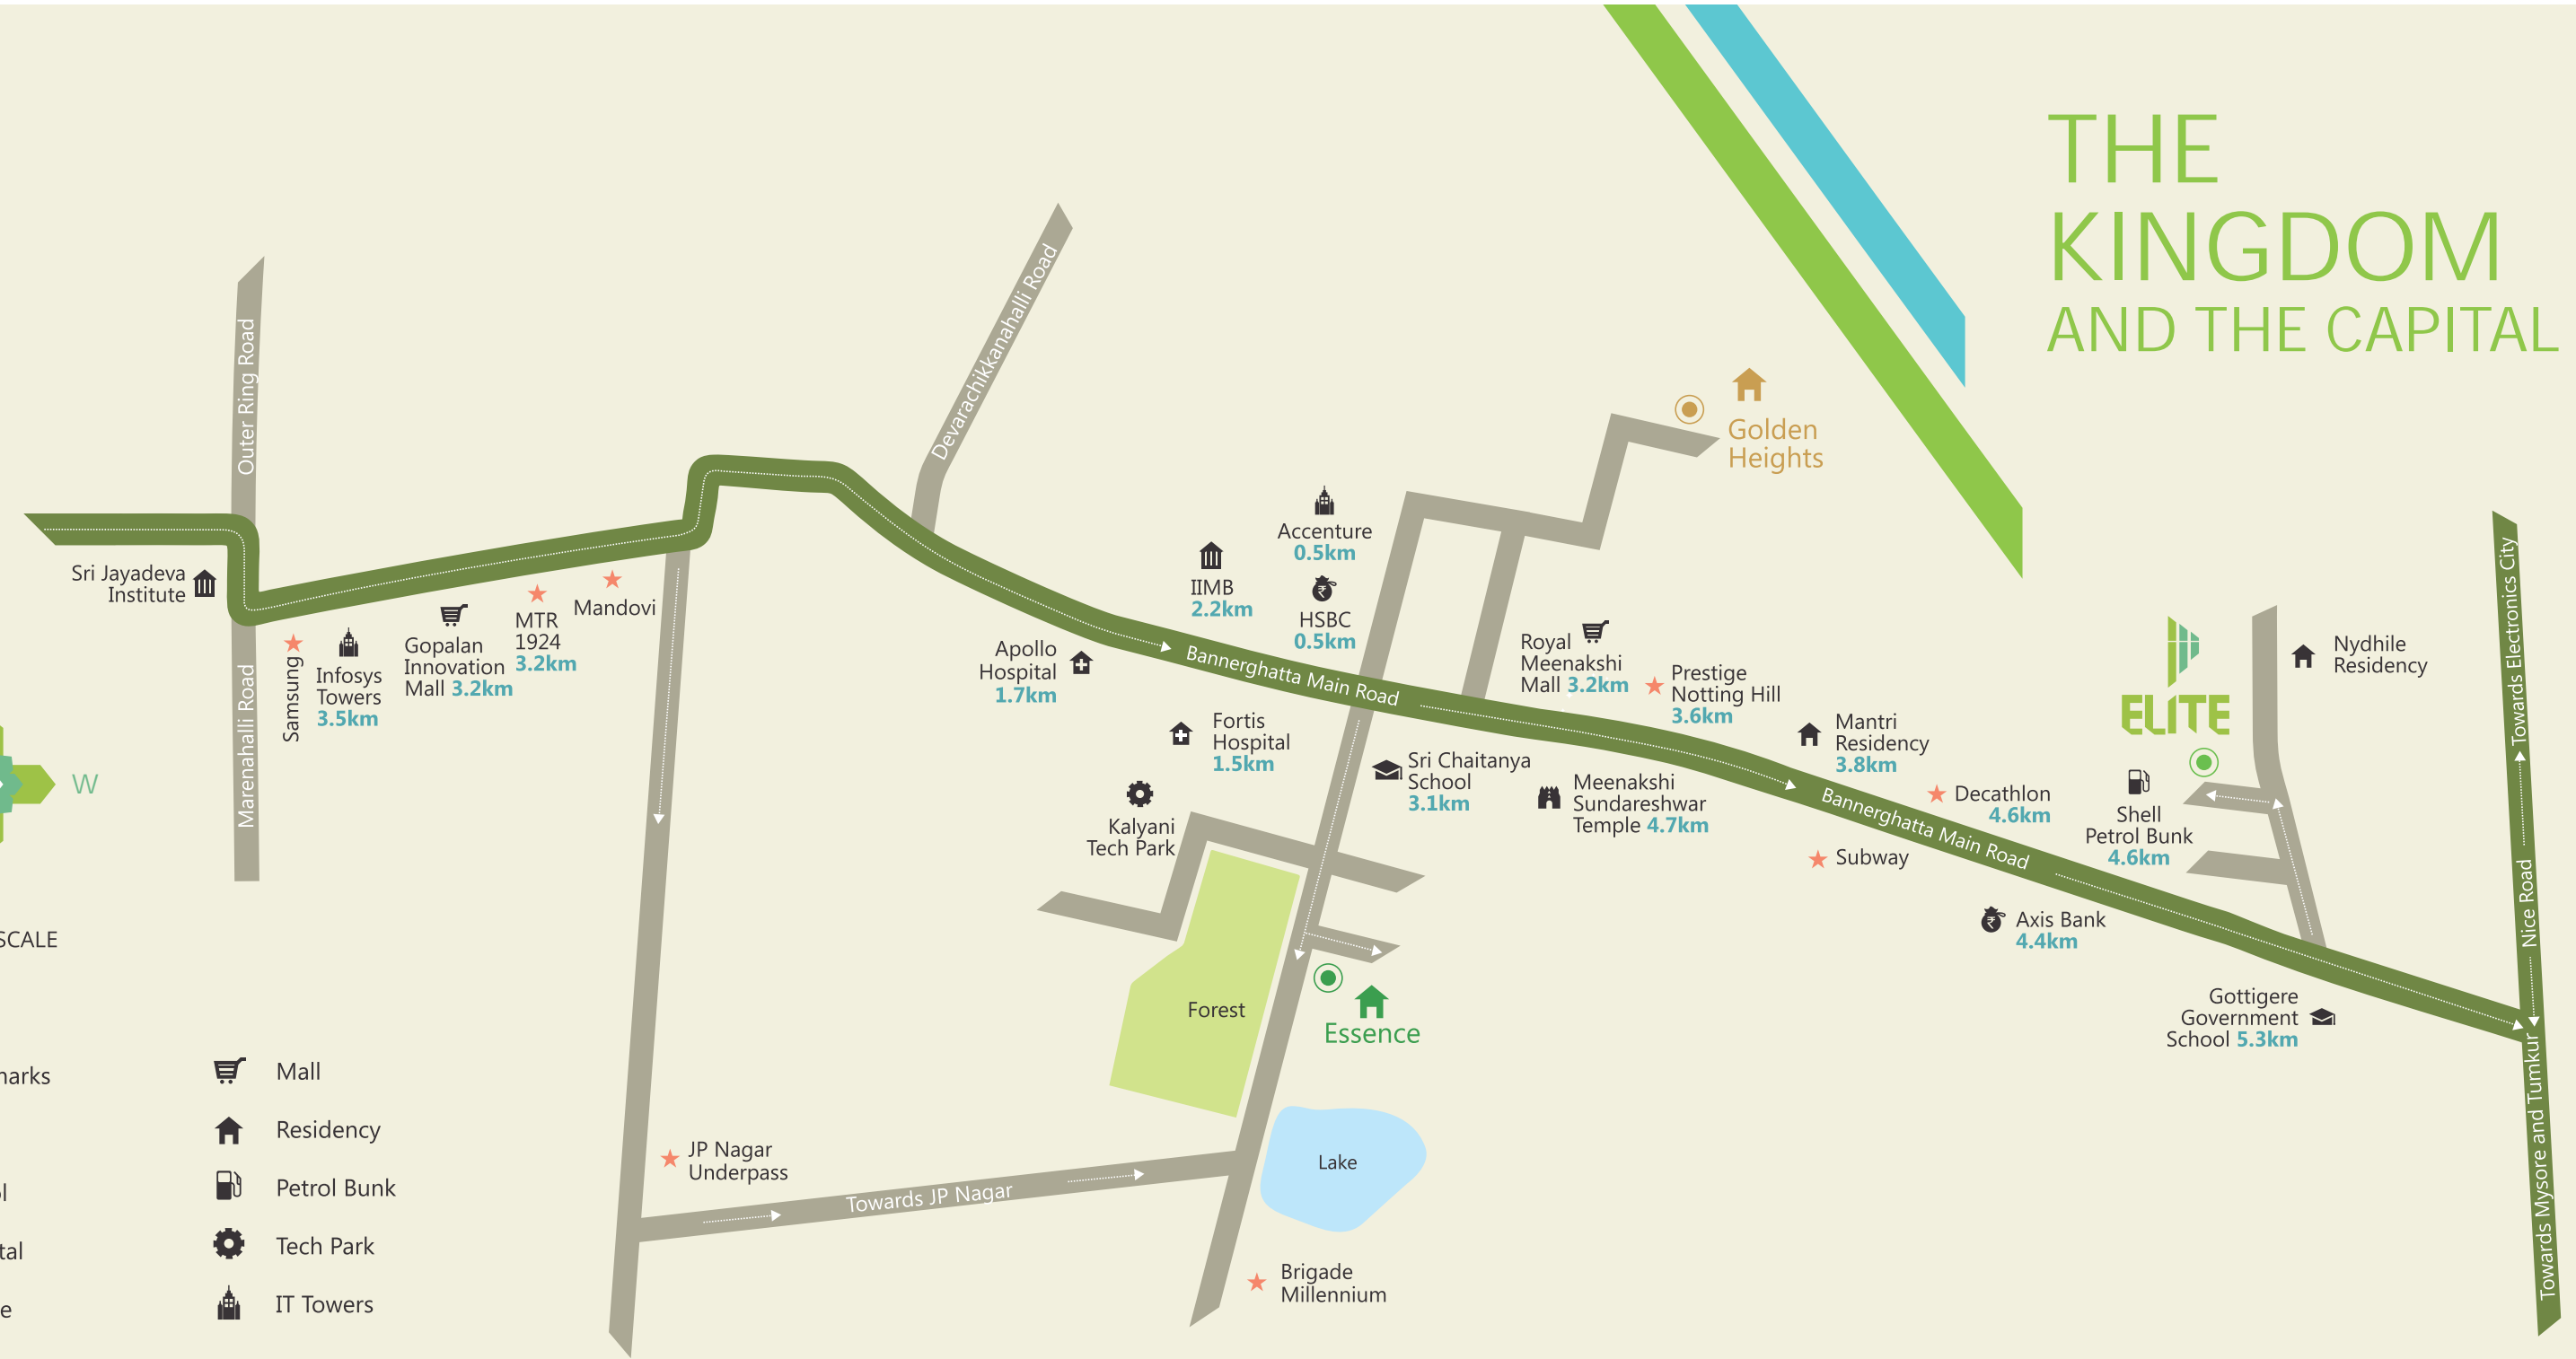 THE
KINGDOM
AND THE CAPITAL
Outer Ring Road
Devarachikkanahalli Road
Golden
Heights
Sri Jayadeva
Institute
Samsung
Infosys
Towers
3.5km
Gopalan
Innovation
Mall 3.2km
MTR
1924
3.2km
Mandovi
Marenahalli Road
Apollo
Hospital
1.7km
IIMB
2.2km
Accenture
0.5km
HSBC
0.5km
Bannerghatta Main Road
Fortis
Hospital
1.5km
Kalyani
Tech Park
Sri Chaitanya
School
3.1km
Royal
Meenakshi
Mall 3.2km
Prestige
Notting Hill
3.6km
Meenakshi
Sundareshwar
Temple 4.7km
Mantri
Residency
3.8km
Bannerghatta Main Road
Decathlon
4.6km
Subway
Axis Bank
4.4km
ELITE
Shell
Petrol Bunk
4.6km
Nydhile
Residency
Gottigere
Government
School 5.3km
Towards Electronics City
Nice Road
Towards Mysore and Tumkur
Forest
Essence
Lake
JP Nagar
Underpass
Towards JP Nagar
Brigade
Millennium
W
SCALE
Mall
Residency
Petrol Bunk
Tech Park
IT Towers